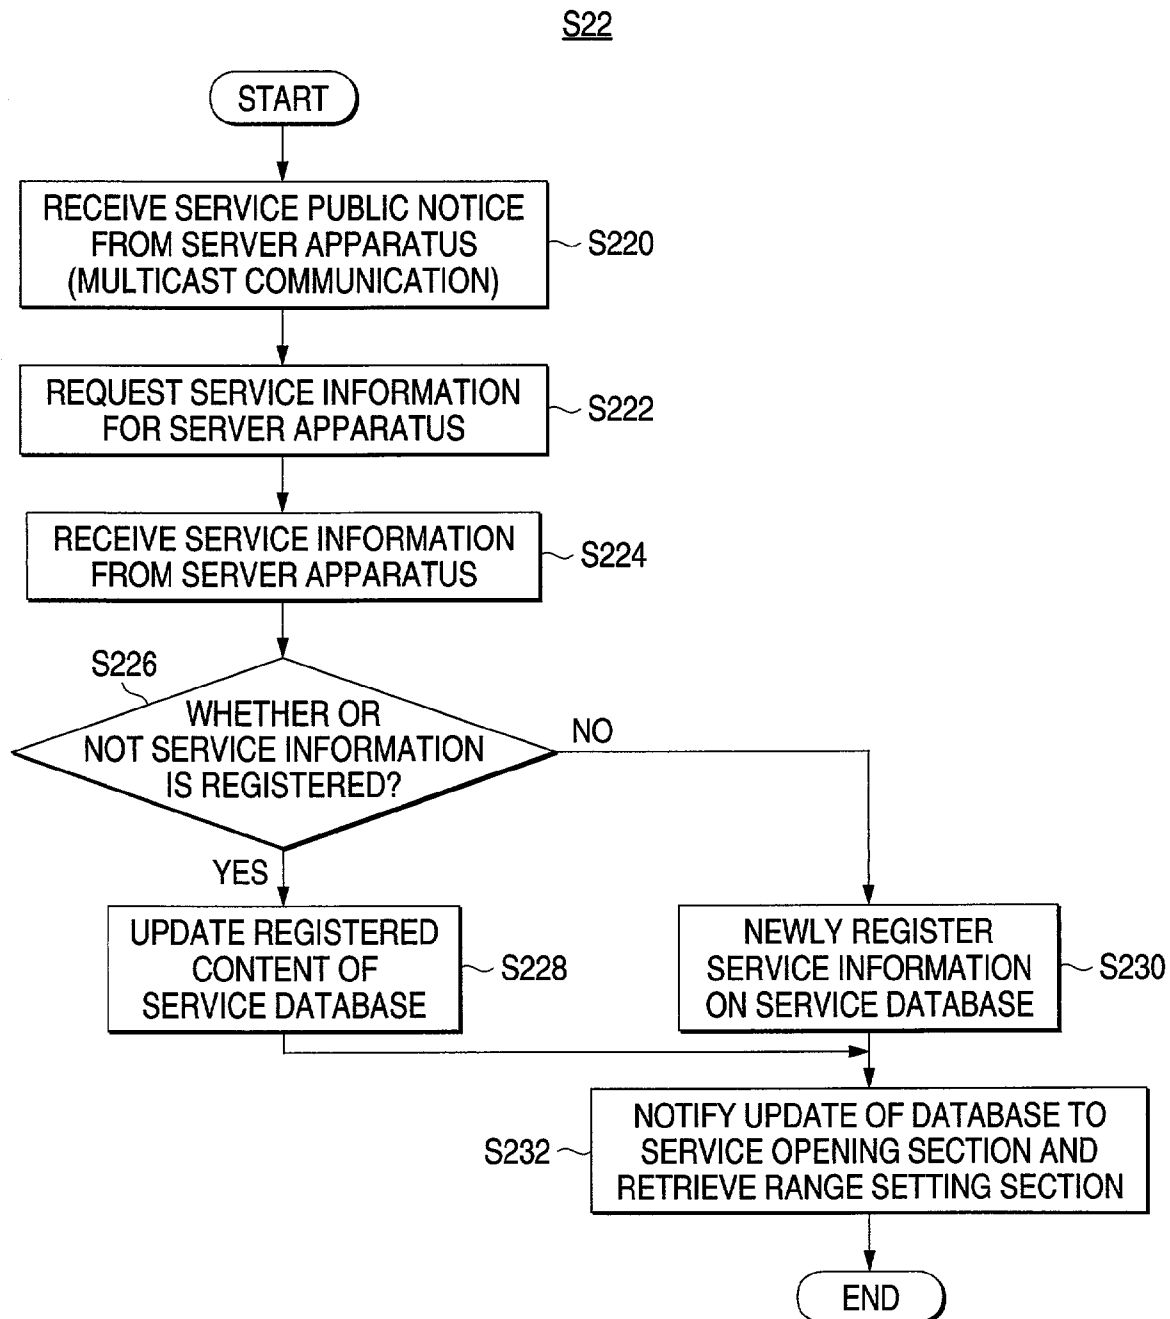 S22
START
RECEIVE SERVICE PUBLIC NOTICE
FROM SERVER APPARATUS
(MULTICAST COMMUNICATION)
S220
REQUEST SERVICE INFORMATION
FOR SERVER APPARATUS
S222
RECEIVE SERVICE INFORMATION
FROM SERVER APPARATUS
S224
S226
WHETHER OR
NOT SERVICE INFORMATION
IS REGISTERED?
NO
YES
UPDATE REGISTERED
CONTENT OF
SERVICE DATABASE
S228
NEWLY REGISTER
SERVICE INFORMATION
ON SERVICE DATABASE
S230
S232
NOTIFY UPDATE OF DATABASE TO
SERVICE OPENING SECTION AND
RETRIEVE RANGE SETTING SECTION
END